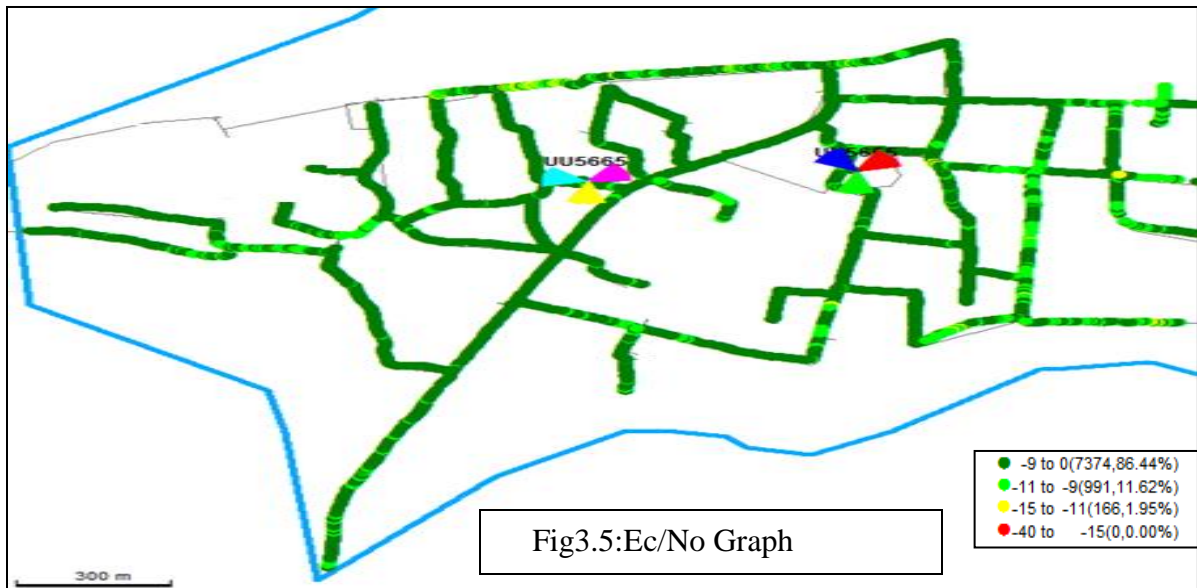 UU5665
-9 to 0(7374,86.44%)
-11 to -9(991,11.62%)
-15 to -11(166,1.95%)
-40 to -15(0,0.00%)
Fig3.5:Ec/No Graph
300 m